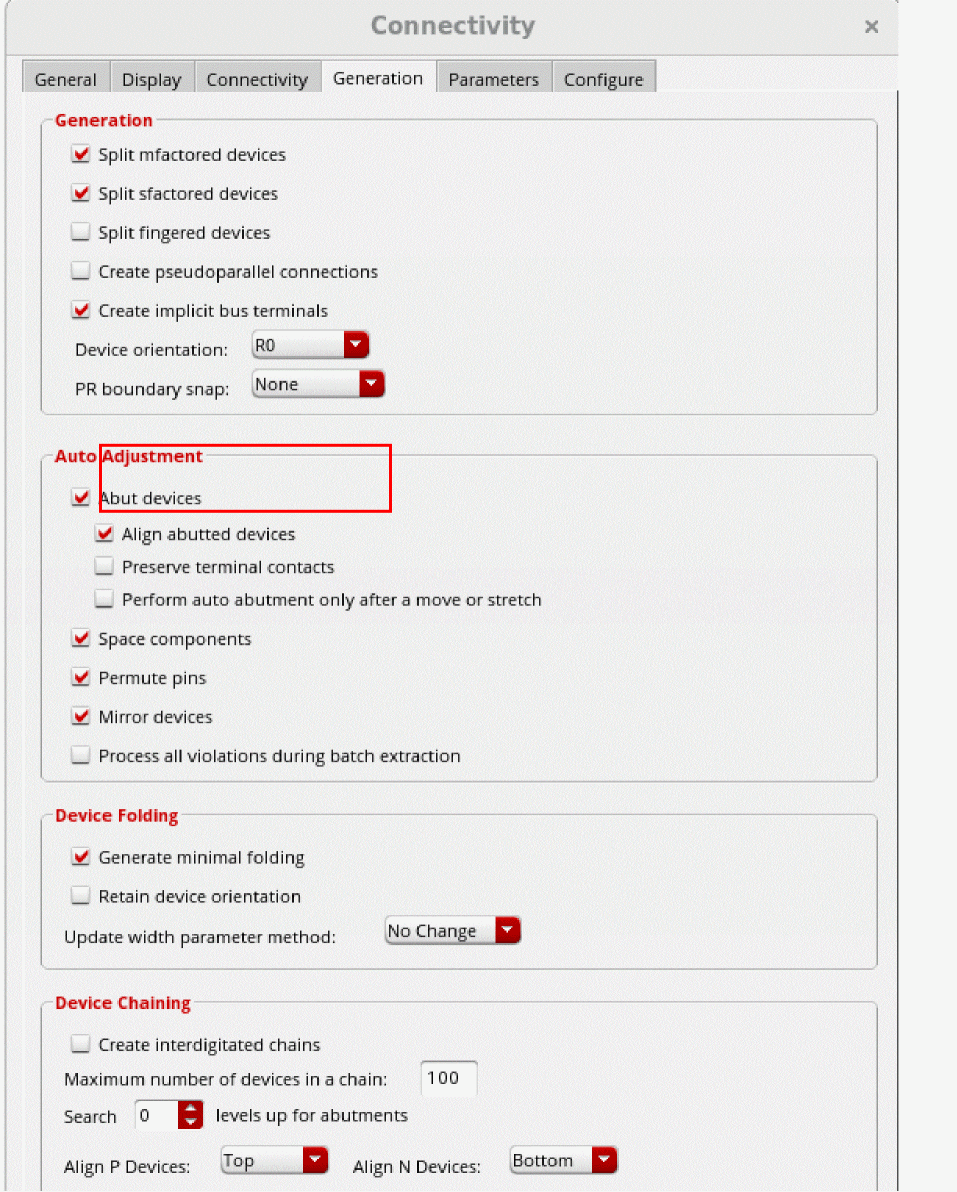 Connectivity
General Display Connectivity Generation Parameters Configure
Generation
Split mfactored devices
Split sfactored devices
Split fingered devices
Create pseudoparallel connections
Create implicit bus terminals
Device orientation: R0
PR boundary snap: None
Auto Adjustment
Abut devices
Align abutted devices
Preserve terminal contacts
Perform auto abutment only after a move or stretch
Space components
Permute pins
Mirror devices
Process all violations during batch extraction
Device Folding
Generate minimal folding
Retain device orientation
Update width parameter method: No Change
Device Chaining
Create interdigitated chains
Maximum number of devices in a chain: 100
Search 0 levels up for abutments
Align P Devices: Top Align N Devices: Bottom